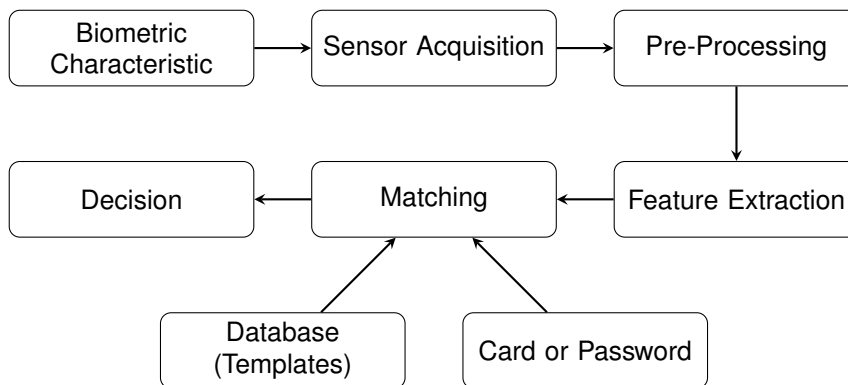 Biometric
Characteristic
Sensor Acquisition
Pre-Processing
Decision
Matching
Feature Extraction
Database
(Templates)
Card or Password